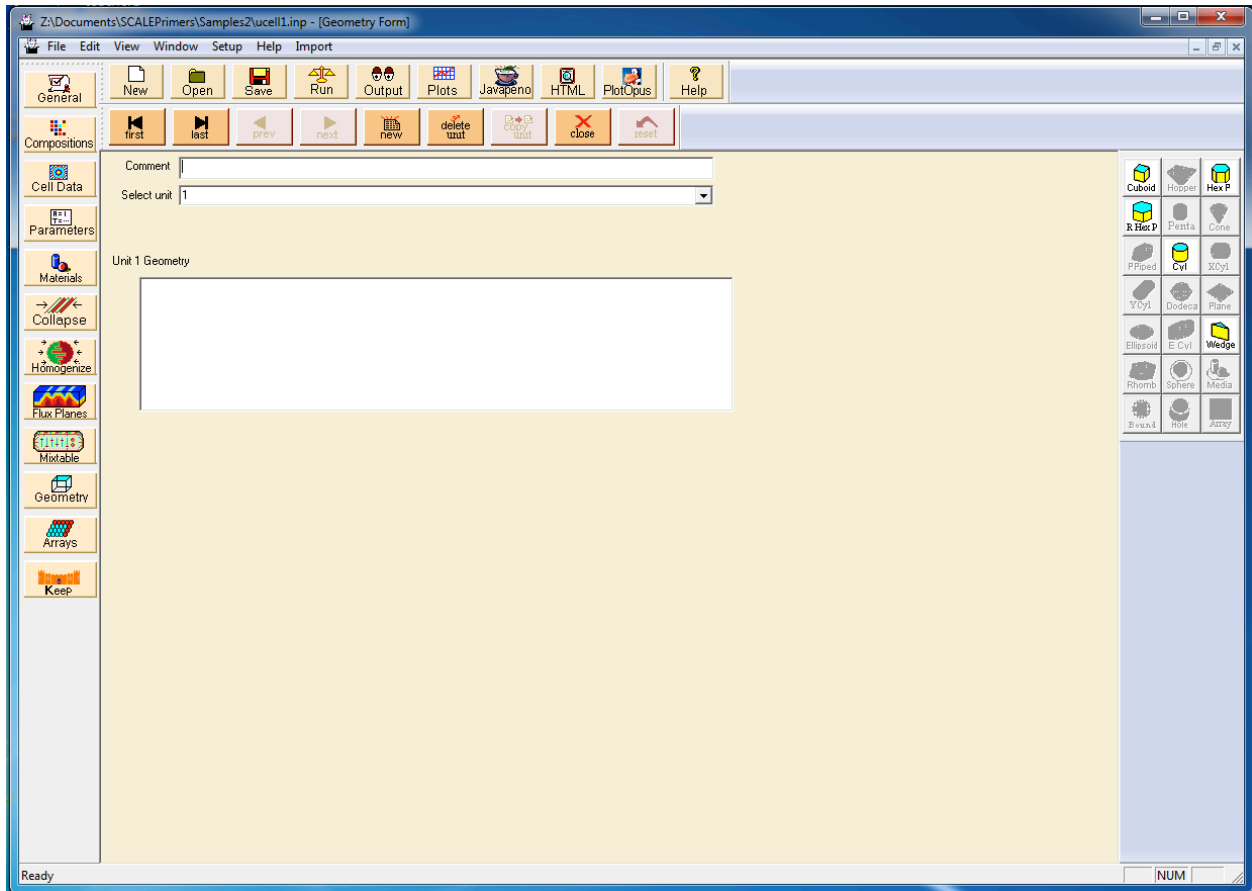 Z:\Documents\SCALEPrimers\Samples2\ucell1.inp - [Geometry Form]
File Edit View Window Setup Help Import
General
New Open Save Run Output Plots Javapeno HTML PlotOpus Help
first last prev next new delete unit copy unit close reset
Compositions
Cell Data
Parameters
Materials
Collapse
Homogenize
Flux Planes
Mixtable
Geometry
Arrays
Keep
Comment
Select unit 1
Unit 1 Geometry
Cuboid Hopper Hex P
R Hex P Penta Cone
PPiped Cyl XCyl
YCyl Dodeca Plane
Ellipsoid E Cyl Wedge
Rhomb Sphere Media
Bound Hole Array
Ready
NUM